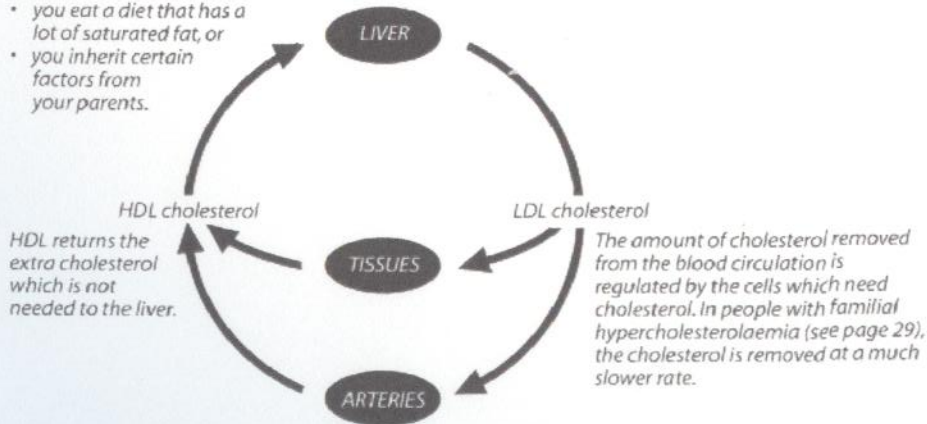 • you eat a diet that has a
lot of saturated fat, or
• you inherit certain
factors from
your parents.
LIVER
HDL cholesterol
LDL cholesterol
HDL returns the
extra cholesterol
which is not
needed to the liver.
TISSUES
The amount of cholesterol removed
from the blood circulation is
regulated by the cells which need
cholesterol. In people with familial
hypercholesterolaemia (see page 29),
the cholesterol is removed at a much
slower rate.
ARTERIES